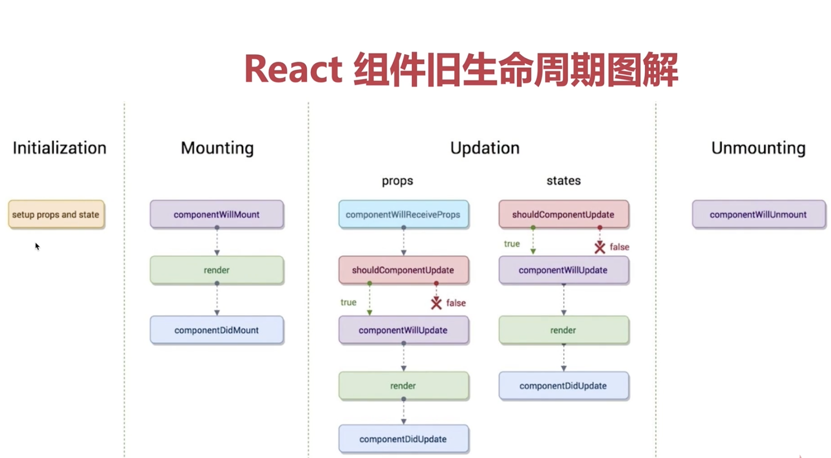 React 组件旧生命周期图解
Initialization
setup props and state
Mounting
componentWillMount
render
componentDidMount
Updation
props
componentWillReceiveProps
shouldComponentUpdate
true
false
componentWillUpdate
render
componentDidUpdate
states
shouldComponentUpdate
true
false
componentWillUpdate
render
componentDidUpdate
Unmounting
componentWillUnmount